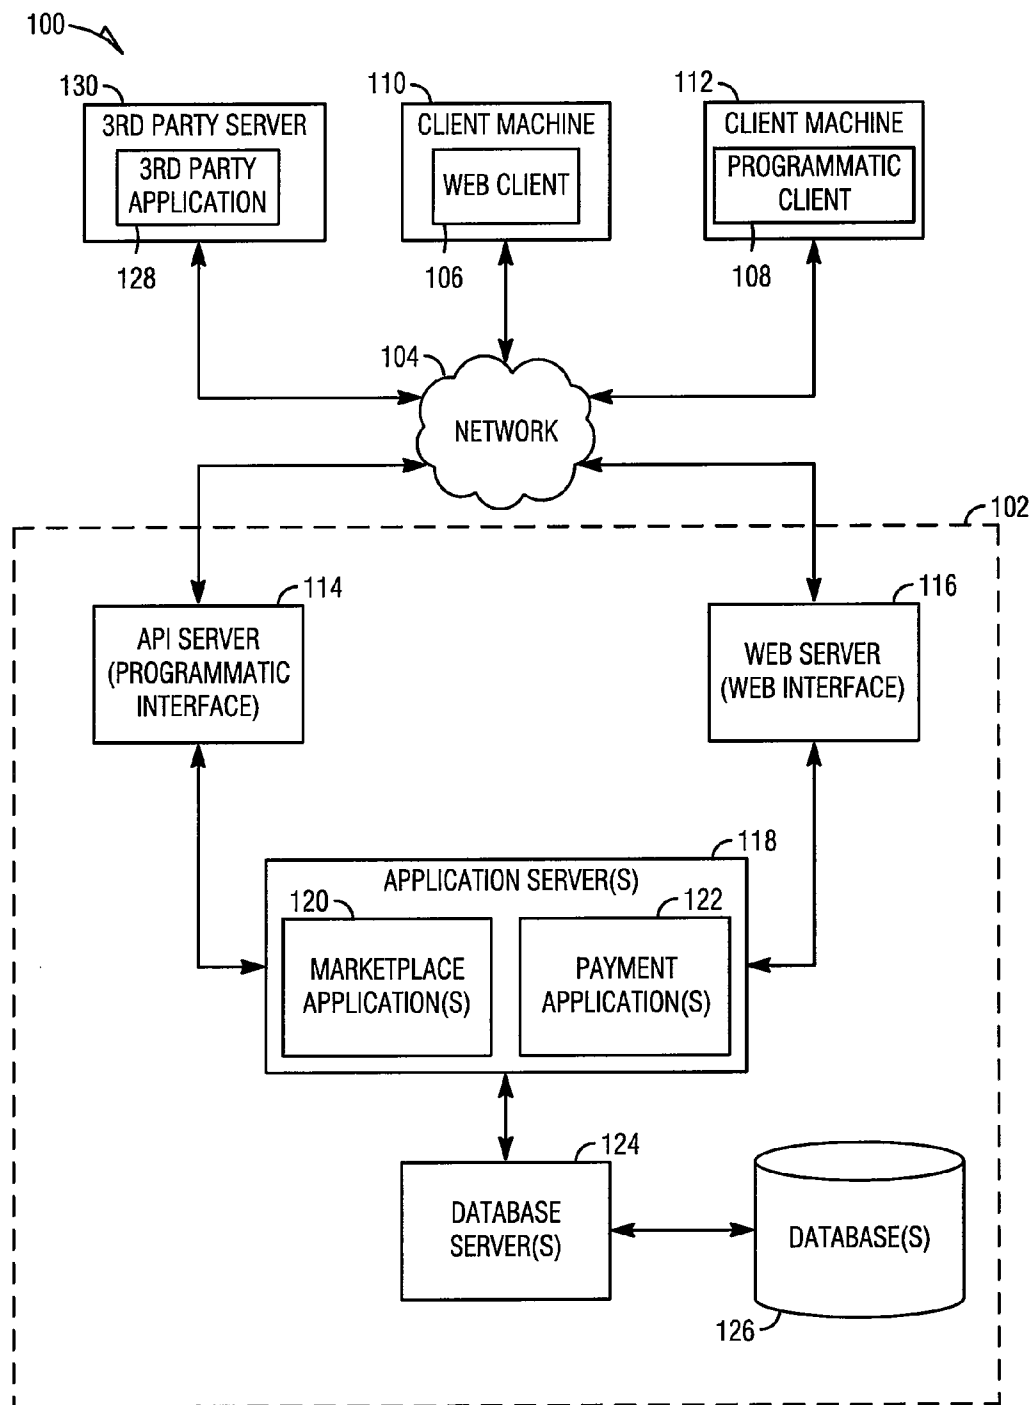 100
130
110
112
3RD PARTY SERVER
CLIENT MACHINE
CLIENT MACHINE
3RD PARTY
APPLICATION
WEB CLIENT
PROGRAMMATIC
CLIENT
128
106
108
104
NETWORK
102
114
116
API SERVER
(PROGRAMMATIC
INTERFACE)
WEB SERVER
(WEB INTERFACE)
118
APPLICATION SERVER(S)
120
122
MARKETPLACE
APPLICATION(S)
PAYMENT
APPLICATION(S)
124
DATABASE
SERVER(S)
DATABASE(S)
126